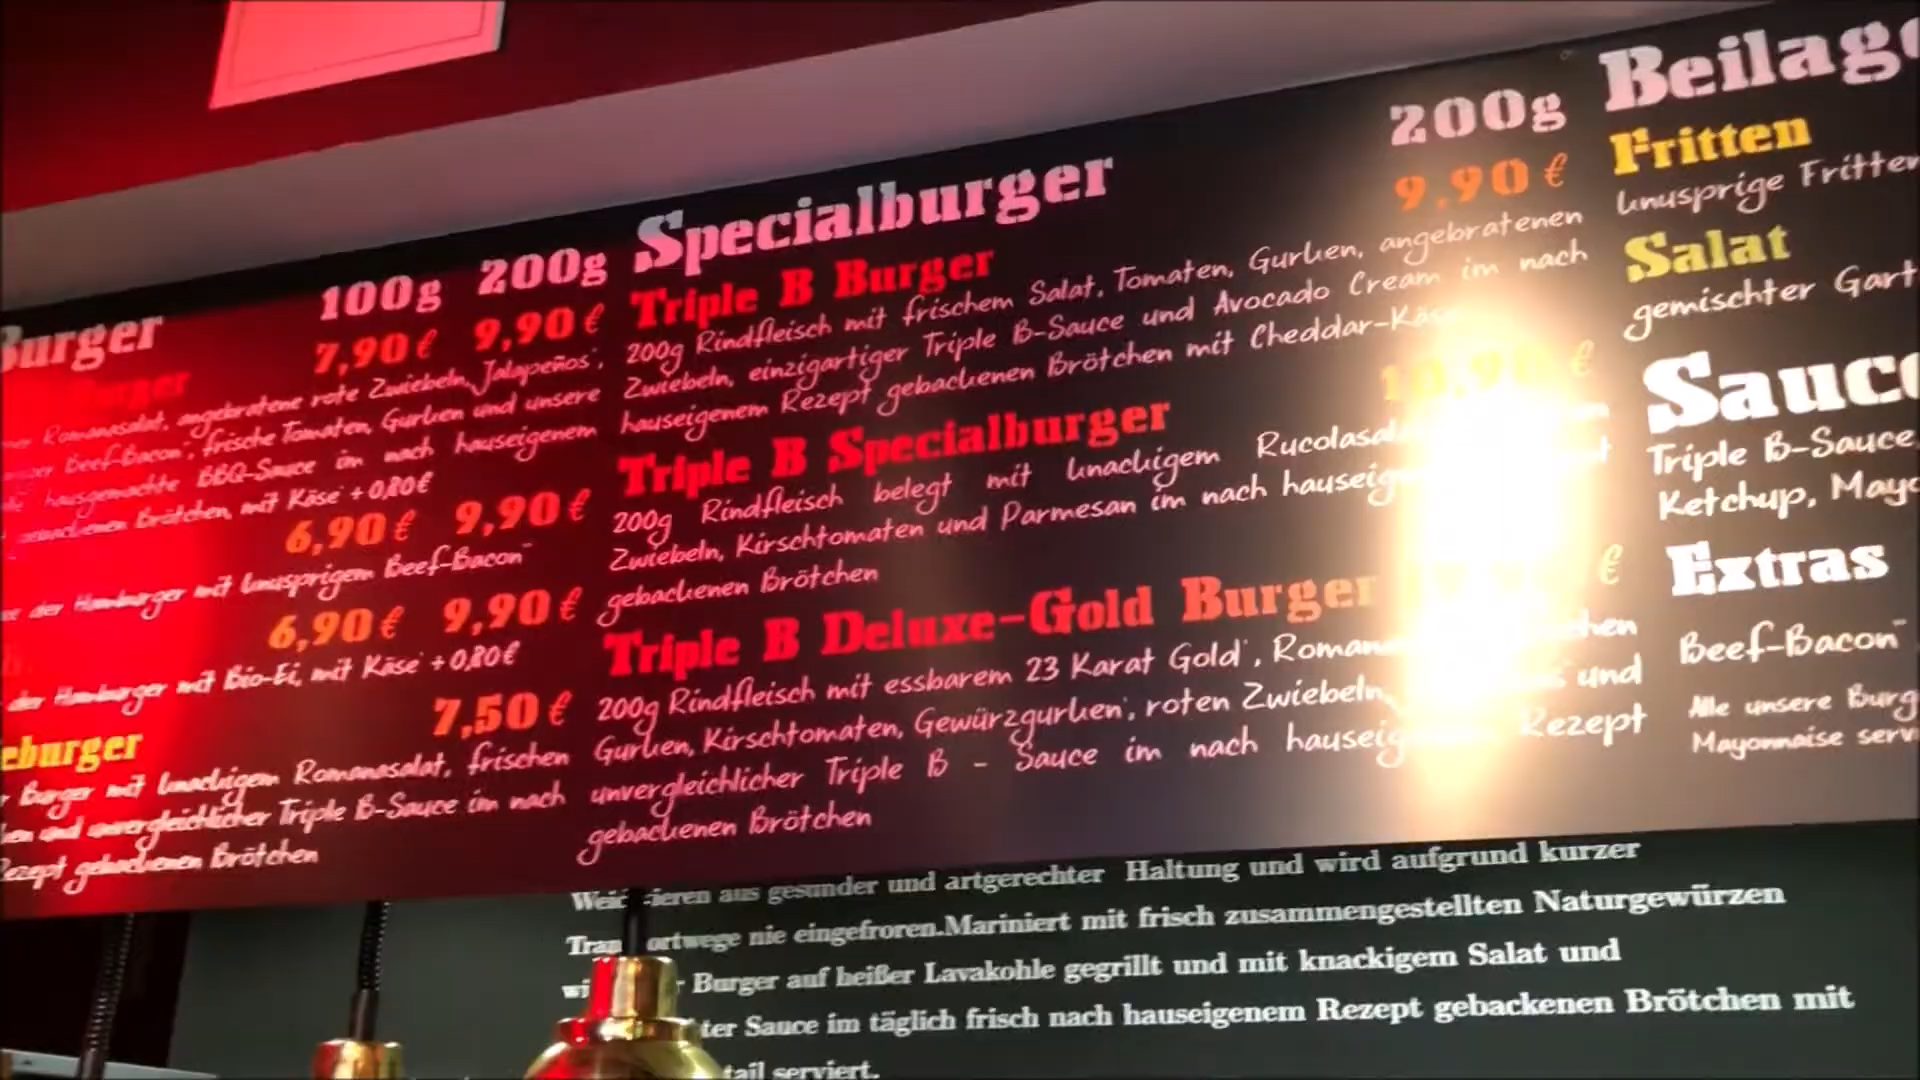 Burger 100g 200g
Burger 7,90 € 9,90 €
Romanasalat, angebratene rote Zwiebeln, Jalapeños,
Beef-Bacon, frische Tomaten, Gurken und unsere
hausgemachte BBQ-Sauce im nach hauseigenem
gebackenen Brötchen, mit Käse + 0,80€
6,90 € 9,90 €
der Hamburger mit knusprigem Beef-Bacon
6,90 € 9,90 €
der Hamburger mit Bio-Ei, mit Käse + 0,80€
7,50 €
eburger
Burger mit knackigem Romanasalat, frischen
und unvergleichlicher Triple B-Sauce im nach
Rezept gebackenen Brötchen
Specialburger 200g
Triple B Burger 9,90 €
200g Rindfleisch mit frischem Salat, Tomaten, Gurken, angebratenen
Zwiebeln, einzigartiger Triple B-Sauce und Avocado Cream im nach
hauseigenem Rezept gebackenen Brötchen mit Cheddar-Käse
Triple B Specialburger 10,90 €
200g Rindfleisch belegt mit knackigem
Zwiebeln, Kirschtomaten und Parmesan im nach
gebackenen Brötchen
Triple B Deluxe-Gold Burger €
200g Rindfleisch mit essbarem 23 Karat Gold*,
Gurken, Kirschtomaten, Gewürzgurken, roten Zwiebeln, und
unvergleichlicher Triple B - Sauce im nach Rezept
gebackenen Brötchen
Beilage
Fritten
knusprige Fritten
Salat
gemischter Gart
Sauce
Triple B-Sauce,
Ketchup, Mayo
Extras
Beef-Bacon
Alle unsere Burg
Mayonnaise serv
aus gesunder und artgerechter Haltung und wird aufgrund kurzer
ortwege nie eingefroren.Mariniert mit frisch zusammengestellten Naturgewürzen
Burger auf heißer Lavakohle gegrillt und mit knackigem Salat und
ter Sauce im täglich frisch nach hauseigenem Rezept gebackenen Brötchen mit
tail serviert.